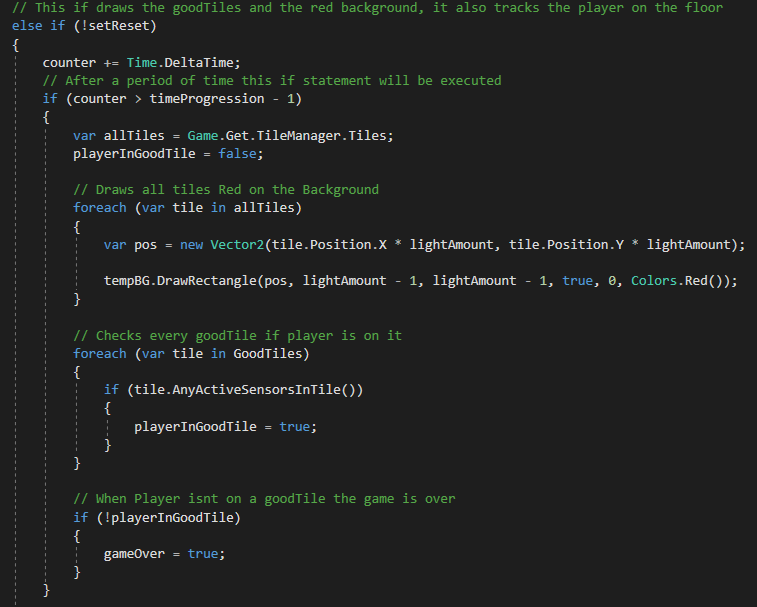 // This if draws the goodTiles and the red background, it also tracks the player on the floor
else if (!setReset)
{
    counter += Time.DeltaTime;
    // After a period of time this if statement will be executed
    if (counter > timeProgression - 1)
    {
        var allTiles = Game.Get.TileManager.Tiles;
        playerInGoodTile = false;

        // Draws all tiles Red on the Background
        foreach (var tile in allTiles)
        {
            var pos = new Vector2(tile.Position.X * lightAmount, tile.Position.Y * lightAmount);

            tempBG.DrawRectangle(pos, lightAmount - 1, lightAmount - 1, true, 0, Colors.Red());
        }

        // Checks every goodTile if player is on it
        foreach (var tile in GoodTiles)
        {
            if (tile.AnyActiveSensorsInTile())
            {
                playerInGoodTile = true;
            }
        }

        // When Player isnt on a goodTile the game is over
        if (!playerInGoodTile)
        {
            gameOver = true;
        }
    }